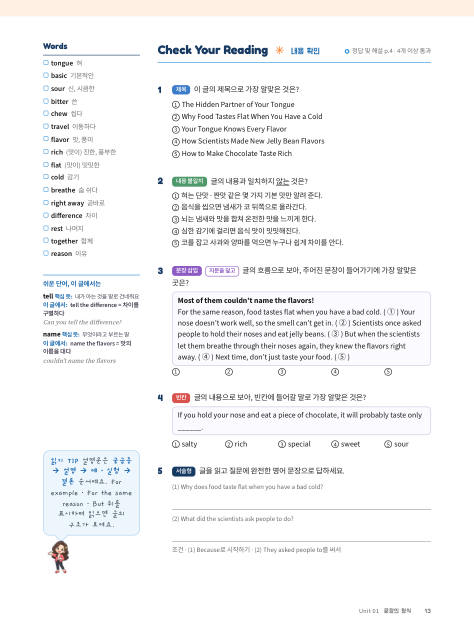 Words
tongue 혀
basic 기본적인
sour 신, 시큼한
bitter 쓴
chew 씹다
travel 이동하다
flavor 맛, 풍미
rich (맛이) 진한, 풍부한
flat (맛이) 밋밋한
cold 감기
breathe 숨 쉬다
right away 곧바로
difference 차이
rest 나머지
together 함께
reason 이유
쉬운 단어, 이 글에서는
tell 핵심 뜻: 내가 아는 것을 말로 건네줘요
이 글에서: tell the difference = 차이를
구별하다
Can you tell the difference?
name 핵심 뜻: 무엇이라고 부르는 말
이 글에서: name the flavors = 맛의
이름을 대다
couldn't name the flavors
읽기 TIP 설명문은 궁금증
→ 설명 → 예·실험 →
결론 순서예요. For
example · For the same
reason · But 뒤를
표시하며 읽으면 글의
구조가 보여요.
Check Your Reading 내용 확인
정답 및 해설 p.4 · 4개 이상 통과
1 제목 이 글의 제목으로 가장 알맞은 것은?
① The Hidden Partner of Your Tongue
② Why Food Tastes Flat When You Have a Cold
③ Your Tongue Knows Every Flavor
④ How Scientists Made New Jelly Bean Flavors
⑤ How to Make Chocolate Taste Rich
2 내용 불일치 글의 내용과 일치하지 않는 것은?
① 혀는 단맛 · 짠맛 같은 몇 가지 기본 맛만 알려 준다.
② 음식을 씹으면 냄새가 코 뒤쪽으로 올라간다.
③ 뇌는 냄새와 맛을 합쳐 온전한 맛을 느끼게 한다.
④ 심한 감기에 걸리면 음식 맛이 밋밋해진다.
⑤ 코를 잡고 사과와 양파를 먹으면 누구나 쉽게 차이를 안다.
3 문장 삽입 지문을 덮고 글의 흐름으로 보아, 주어진 문장이 들어가기에 가장 알맞은
곳은?
Most of them couldn't name the flavors!
For the same reason, food tastes flat when you have a bad cold. ( ① ) Your
nose doesn't work well, so the smell can't get in. ( ② ) Scientists once asked
people to hold their noses and eat jelly beans. ( ③ ) But when the scientists
let them breathe through their noses again, they knew the flavors right
away. ( ④ ) Next time, don't just taste your food. ( ⑤ )
① ② ③ ④ ⑤
4 빈칸 글의 내용으로 보아, 빈칸에 들어갈 말로 가장 알맞은 것은?
If you hold your nose and eat a piece of chocolate, it will probably taste only
______.
① salty ② rich ③ special ④ sweet ⑤ sour
5 서술형 글을 읽고 질문에 완전한 영어 문장으로 답하세요.
(1) Why does food taste flat when you have a bad cold?
(2) What did the scientists ask people to do?
조건 · (1) Because로 시작하기 · (2) They asked people to를 써서
Unit 01 글감의 형식 13